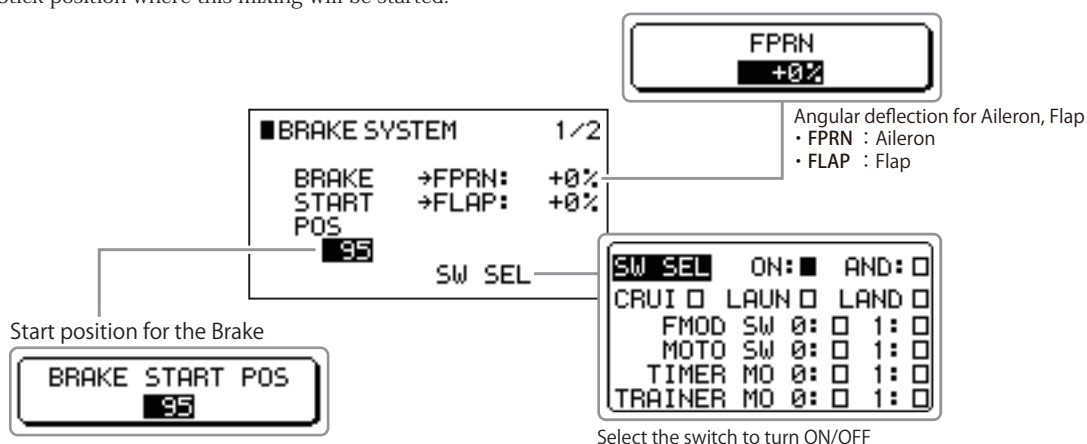 stick position where this mixing will be started.
FPRN
+0%
Angular deflection for Aileron, Flap
・FPRN ：Aileron
・FLAP ：Flap
■BRAKE SYSTEM 1/2
BRAKE →FPRN: +0%
START →FLAP: +0%
POS
95
SW SEL
SW SEL ON:■ AND:□
CRUI □ LAUN □ LAND □
FMOD SW 0: □ 1: □
MOTO SW 0: □ 1: □
TIMER MO 0: □ 1: □
TRAINER MO 0: □ 1: □
Select the switch to turn ON/OFF
Start position for the Brake
BRAKE START POS
95